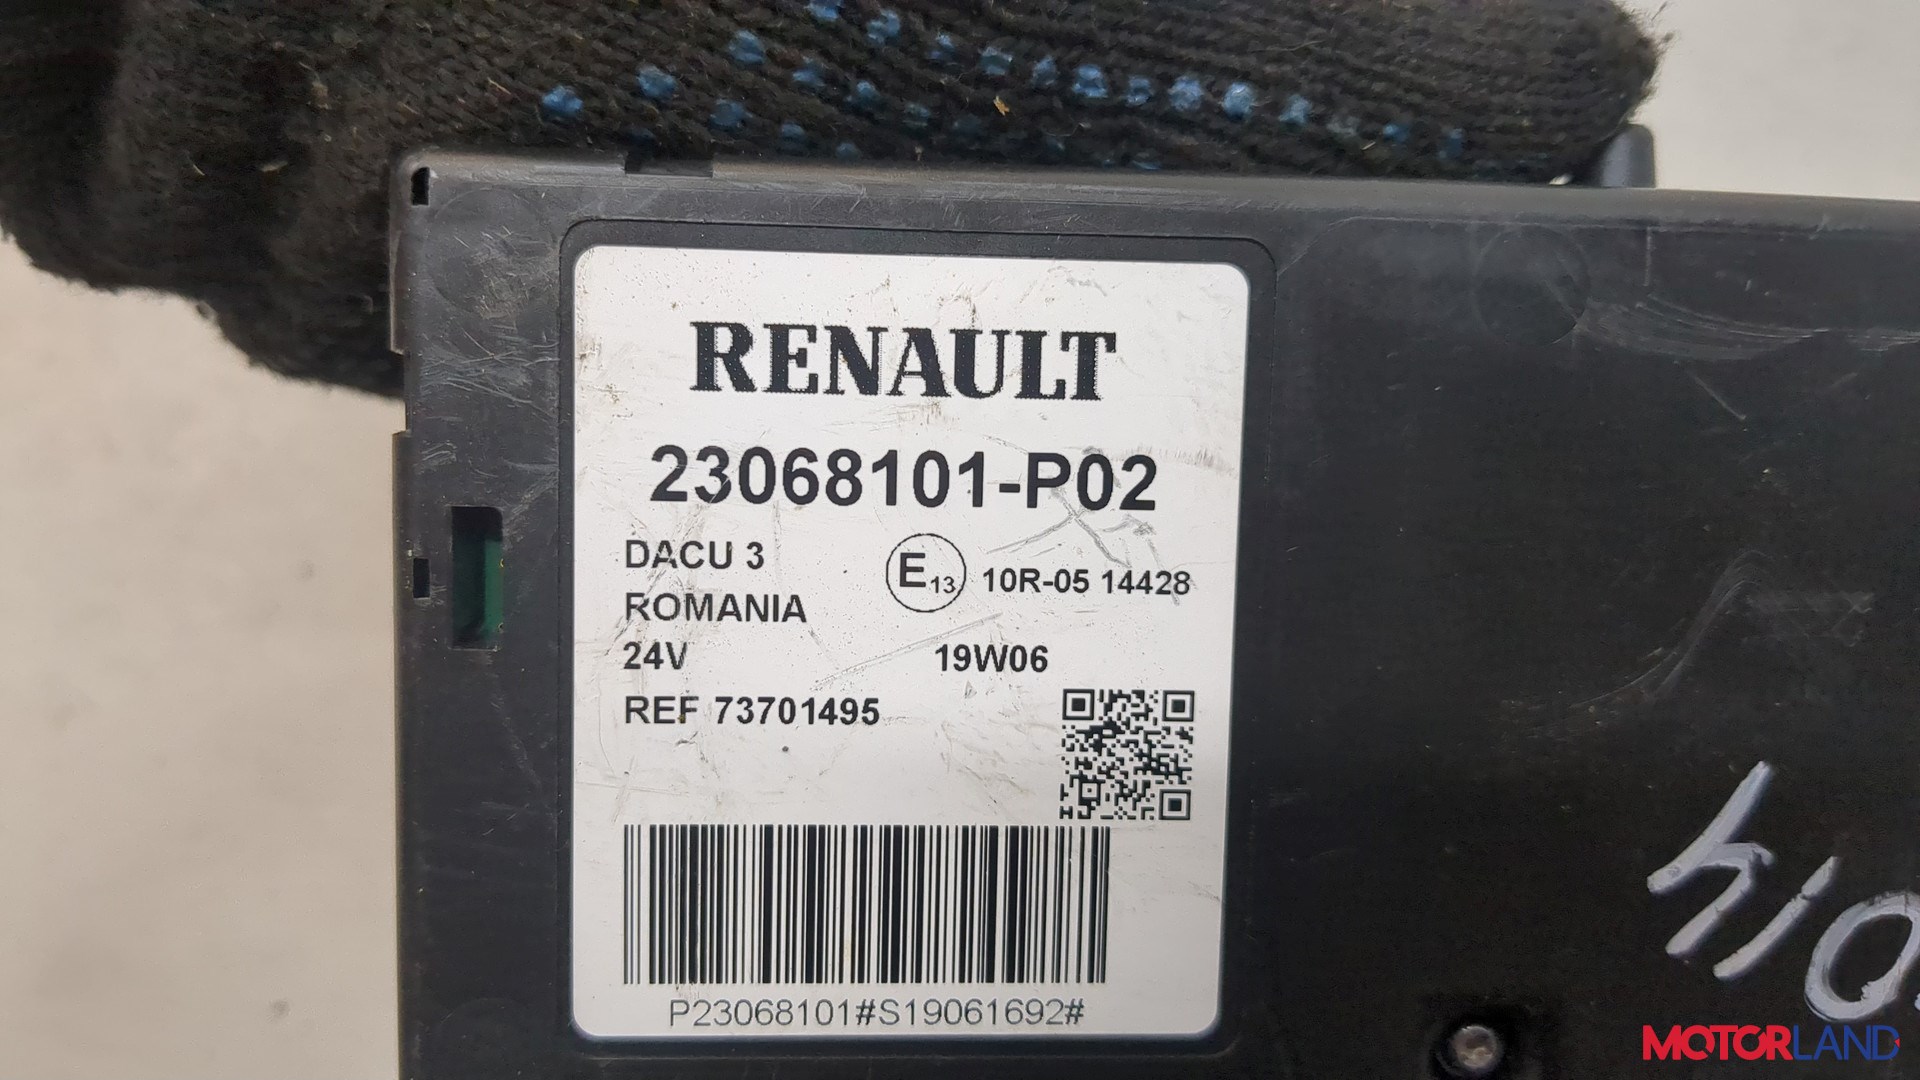 RENAULT
23068101-P02
DACU 3
E13 10R-05 14428
ROMANIA
24V 19W06
REF 73701495
P23068101#S19061692#
MOTORLAND